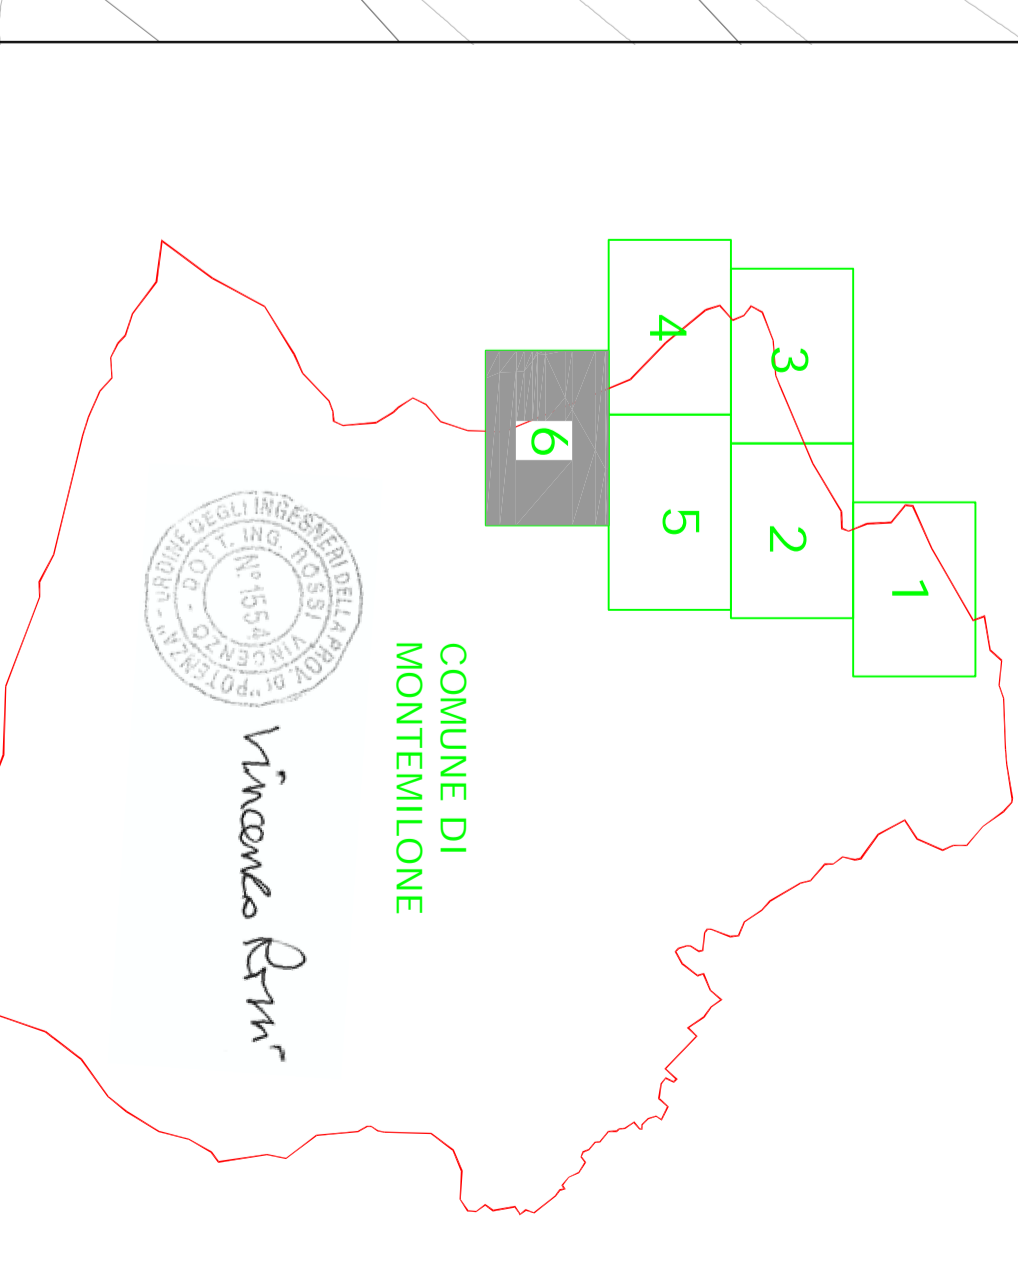 1
2
3
4
5
6
COMUNE DI
MONTEMILONE
ORDINE DEGLI INGEGNERI DELLA PROV. DI "POTENZA" -
DOTT. ING. ROSSI VINCENZO -
N° 1554
Vincenzo Rossi